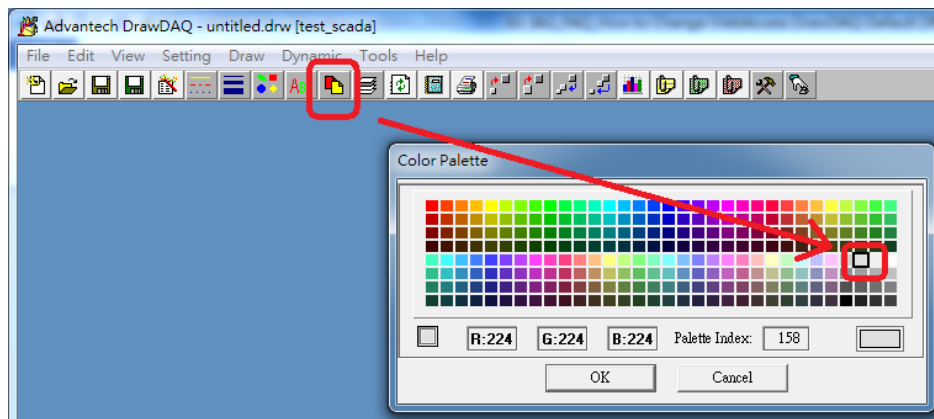 Advantech DrawDAQ - untitled.drw [test_scada]
File Edit View Setting Draw Dynamic Tools Help
AB
Color Palette
R:224 G:224 B:224 Palette Index: 158
OK Cancel